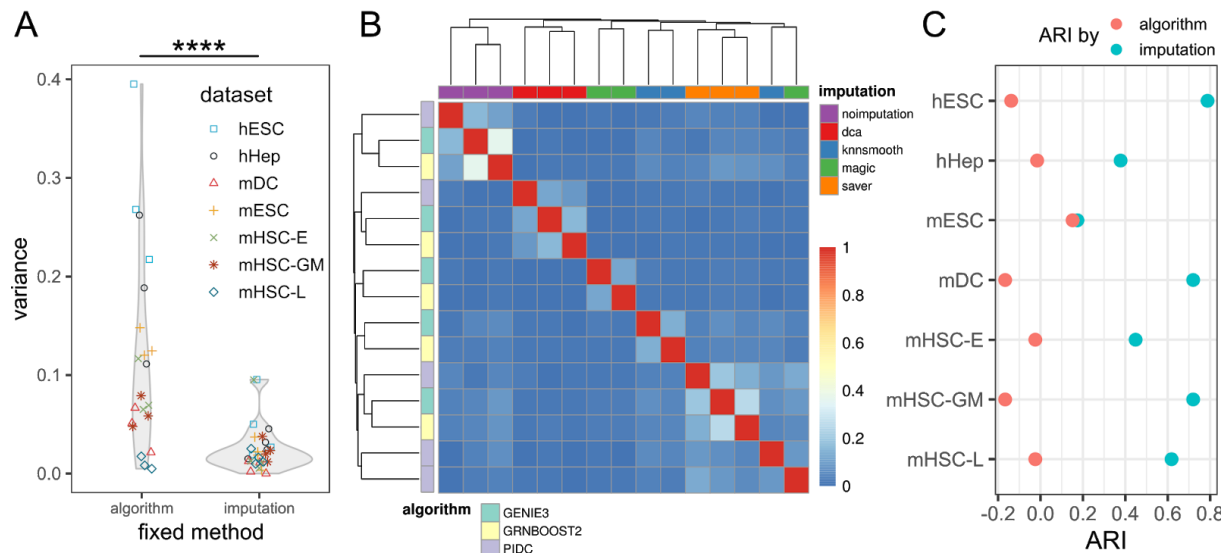 A
****
0.4
0.3
0.2
0.1
0.0
variance
dataset
hESC
hHep
mDC
mESC
mHSC-E
mHSC-GM
mHSC-L
algorithm
imputation
fixed method
B
imputation
noimputation
dca
knnsmooth
magic
saver
1
0.8
0.6
0.4
0.2
0
algorithm
GENIE3
GRNBOOST2
PIDC
C
ARI by
algorithm
imputation
hESC
hHep
mESC
mDC
mHSC-E
mHSC-GM
mHSC-L
-0.2 0.0 0.2 0.4 0.6 0.8
ARI